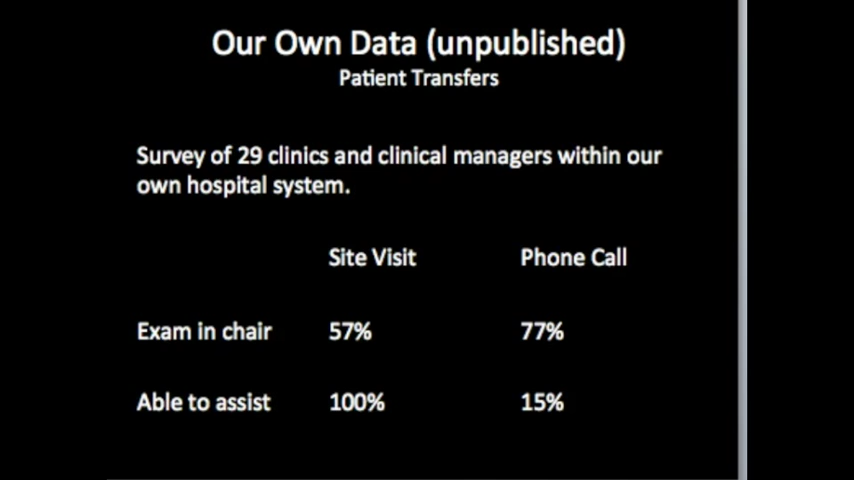 Our Own Data (unpublished)
Patient Transfers
Survey of 29 clinics and clinical managers within our
own hospital system.
Site Visit Phone Call
Exam in chair 57% 77%
Able to assist 100% 15%